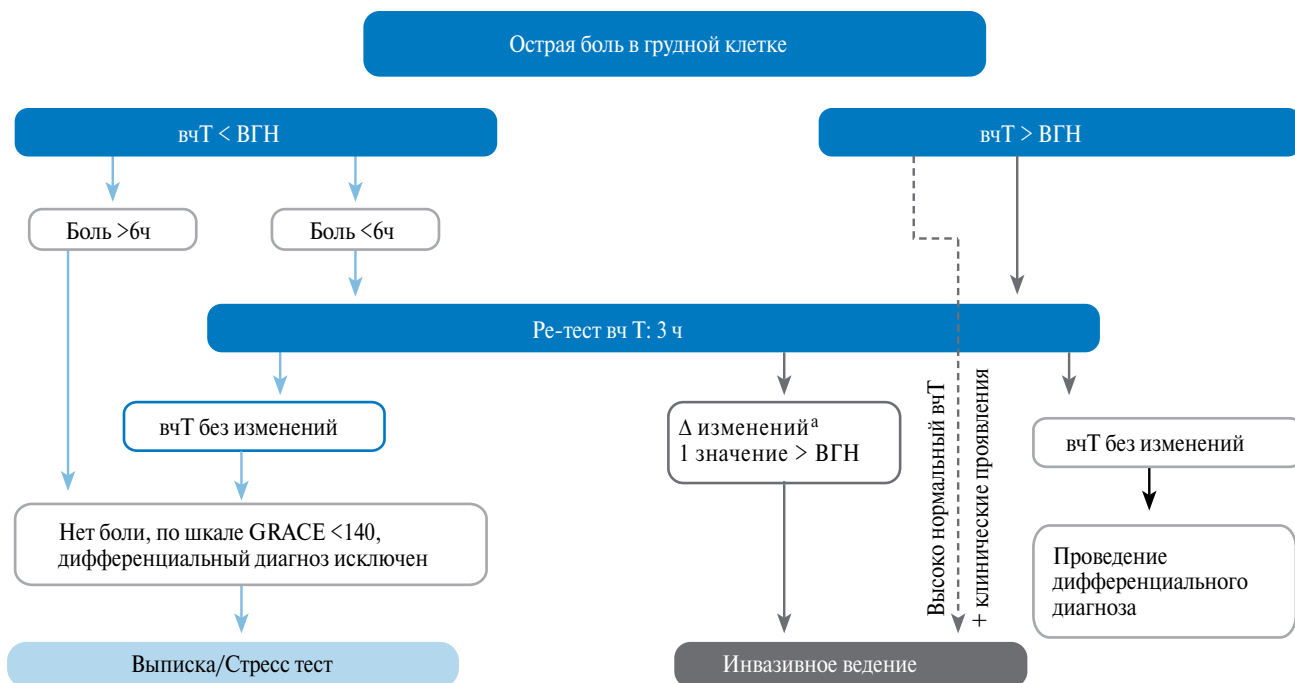 Острая боль в грудной клетке
вчТ < ВГН
вчТ > ВГН
Боль >6ч
Боль <6ч
Ре-тест вч Т: 3 ч
вчТ без изменений
Δ измененийᵃ
1 значение > ВГН
Высоко нормальный вчТ
+ клинические проявления
вчТ без изменений
Нет боли, по шкале GRACE <140,
дифференциальный диагноз исключен
Проведение
дифференциального
диагноза
Выписка/Стресс тест
Инвазивное ведение